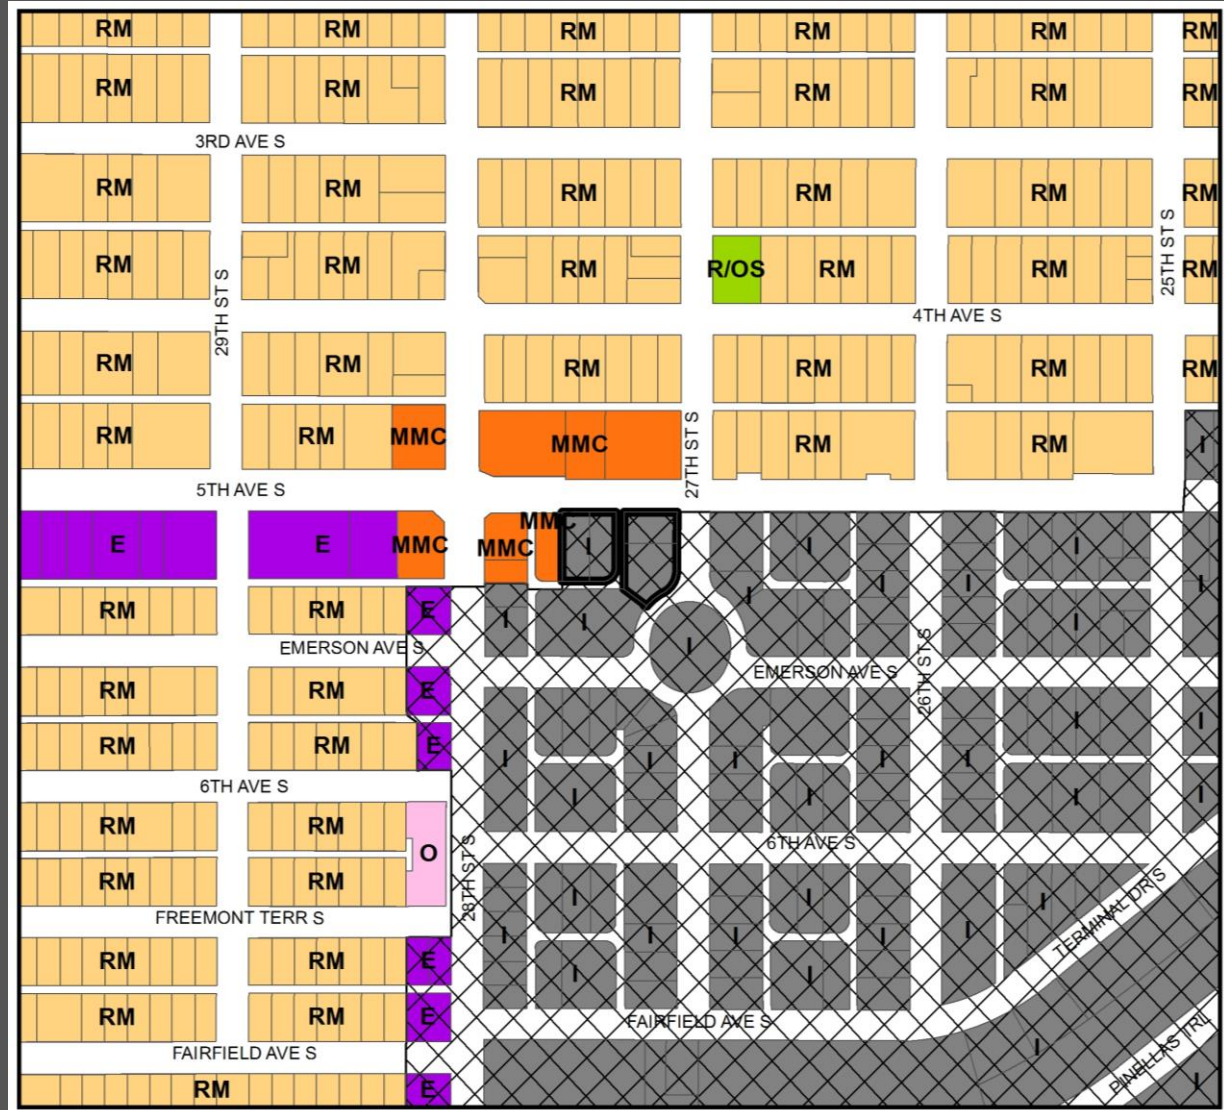 RM RM RM RM RM RM
RM RM RM RM RM RM
3RD AVE S
RM RM RM RM RM RM
25TH ST S
RM RM RM R/OS RM RM RM
29TH ST S
4TH AVE S
RM RM RM RM RM RM
RM RM MMC MMC RM RM I
27TH ST S
5TH AVE S
E E MMC MMC MMC I I I
I I I I
RM RM E I I I I
EMERSON AVE S
I
EMERSON AVE S
26TH ST S
RM RM E
I I
RM RM E I I I I I
6TH AVE S
I I I I
RM RM
O
6TH AVE S
28TH ST S
RM RM I I I
TERMINAL DR S
FREEMONT TERR S
I I I I I
RM RM E I I
RM RM E
FAIRFIELD AVE S
FAIRFIELD AVE S
I
PINELLAS TRL
RM E I